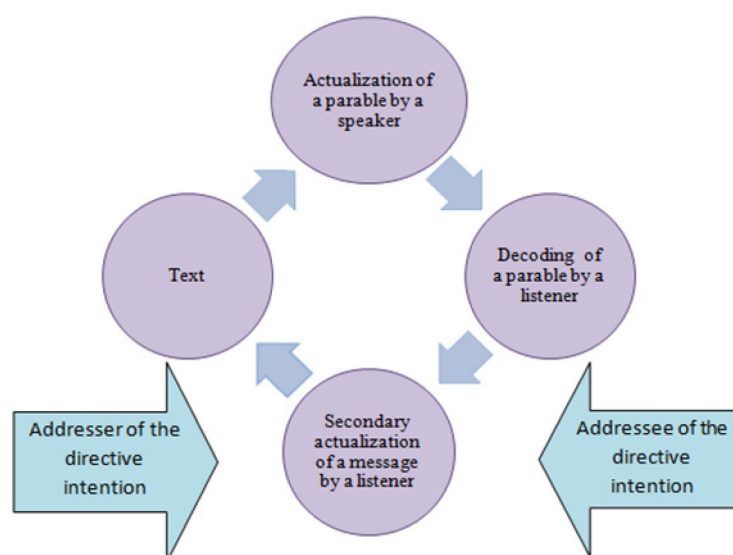 Actualization of
a parable by a
speaker
Text
Decoding of
a parable by a
listener
Secondary
actualization
of a message
by a listener
Addresser of the
directive
intention
Addressee of the
directive
intention